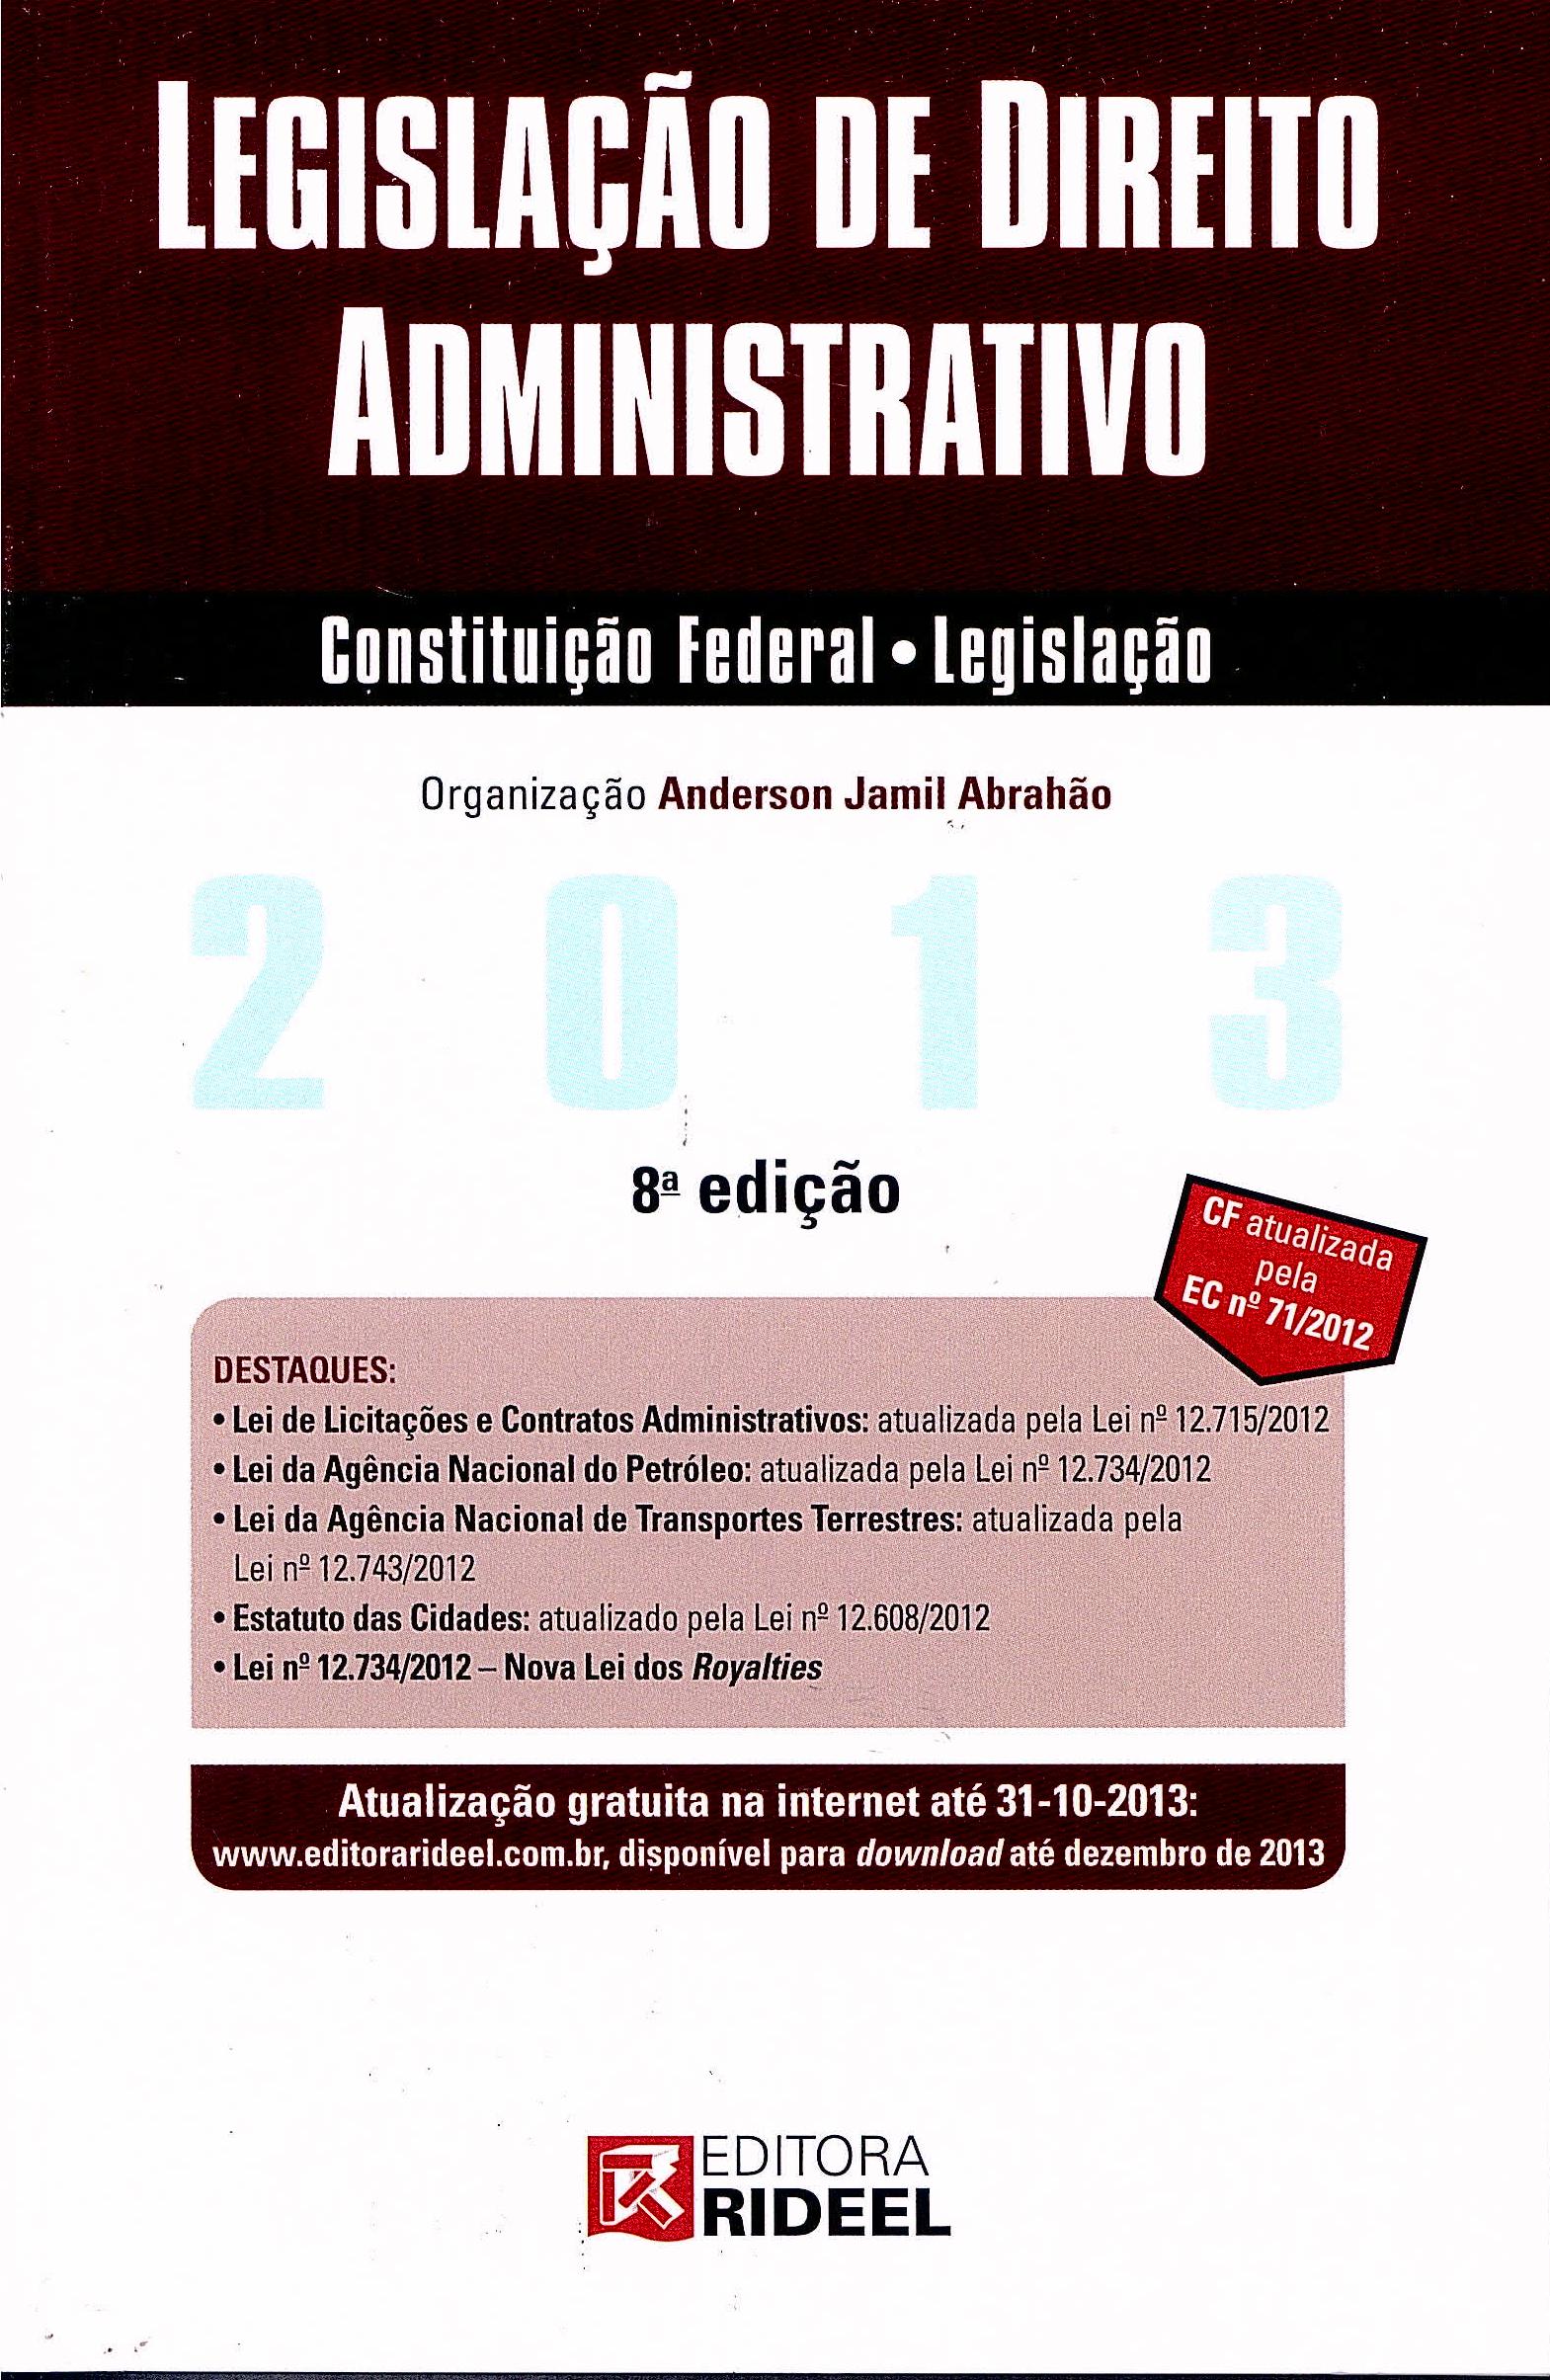 LEGISLAÇÃO DE DIREITO
ADMINISTRATIVO
Constituição Federal • Legislação
Organização Anderson Jamil Abrahão
2013
8ª edição
CF atualizada
pela
EC nº 71/2012
DESTAQUES:
• Lei de Licitações e Contratos Administrativos: atualizada pela Lei nº 12.715/2012
• Lei da Agência Nacional do Petróleo: atualizada pela Lei nº 12.734/2012
• Lei da Agência Nacional de Transportes Terrestres: atualizada pela
Lei nº 12.743/2012
• Estatuto das Cidades: atualizado pela Lei nº 12.608/2012
• Lei nº 12.734/2012 – Nova Lei dos Royalties
Atualização gratuita na internet até 31-10-2013:
www.editorarideel.com.br, disponível para download até dezembro de 2013
EDITORA
RIDEEL